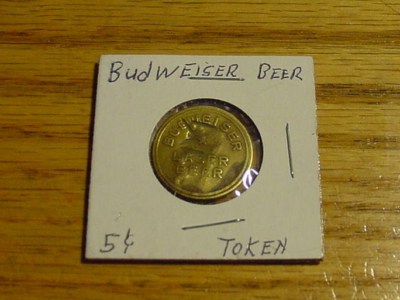 BudWEISER BEER
BUDWEISER
LAGER
BEER
5¢ TOKEN